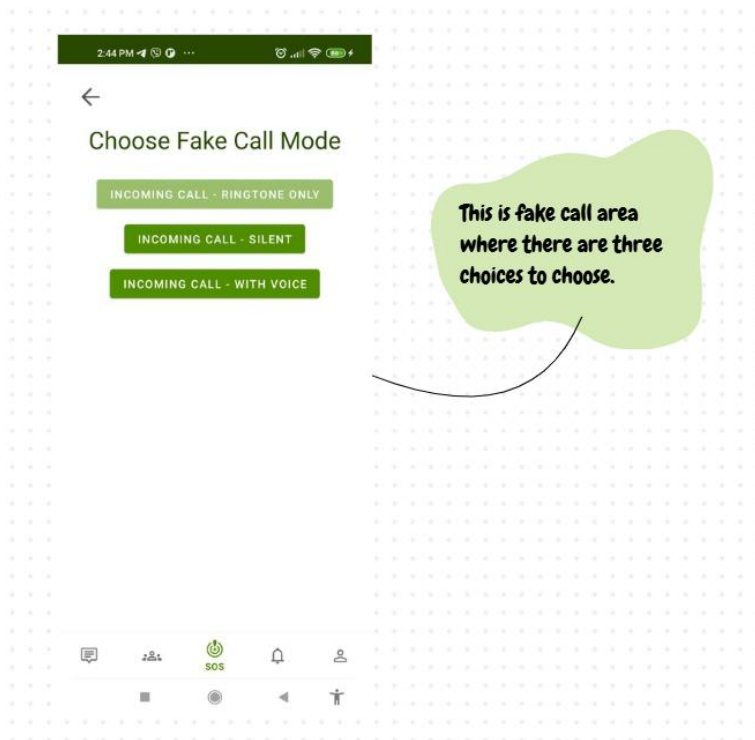 2:44 PM
Choose Fake Call Mode
INCOMING CALL - RINGTONE ONLY
INCOMING CALL - SILENT
INCOMING CALL - WITH VOICE
This is fake call area
where there are three
choices to choose.
SOS